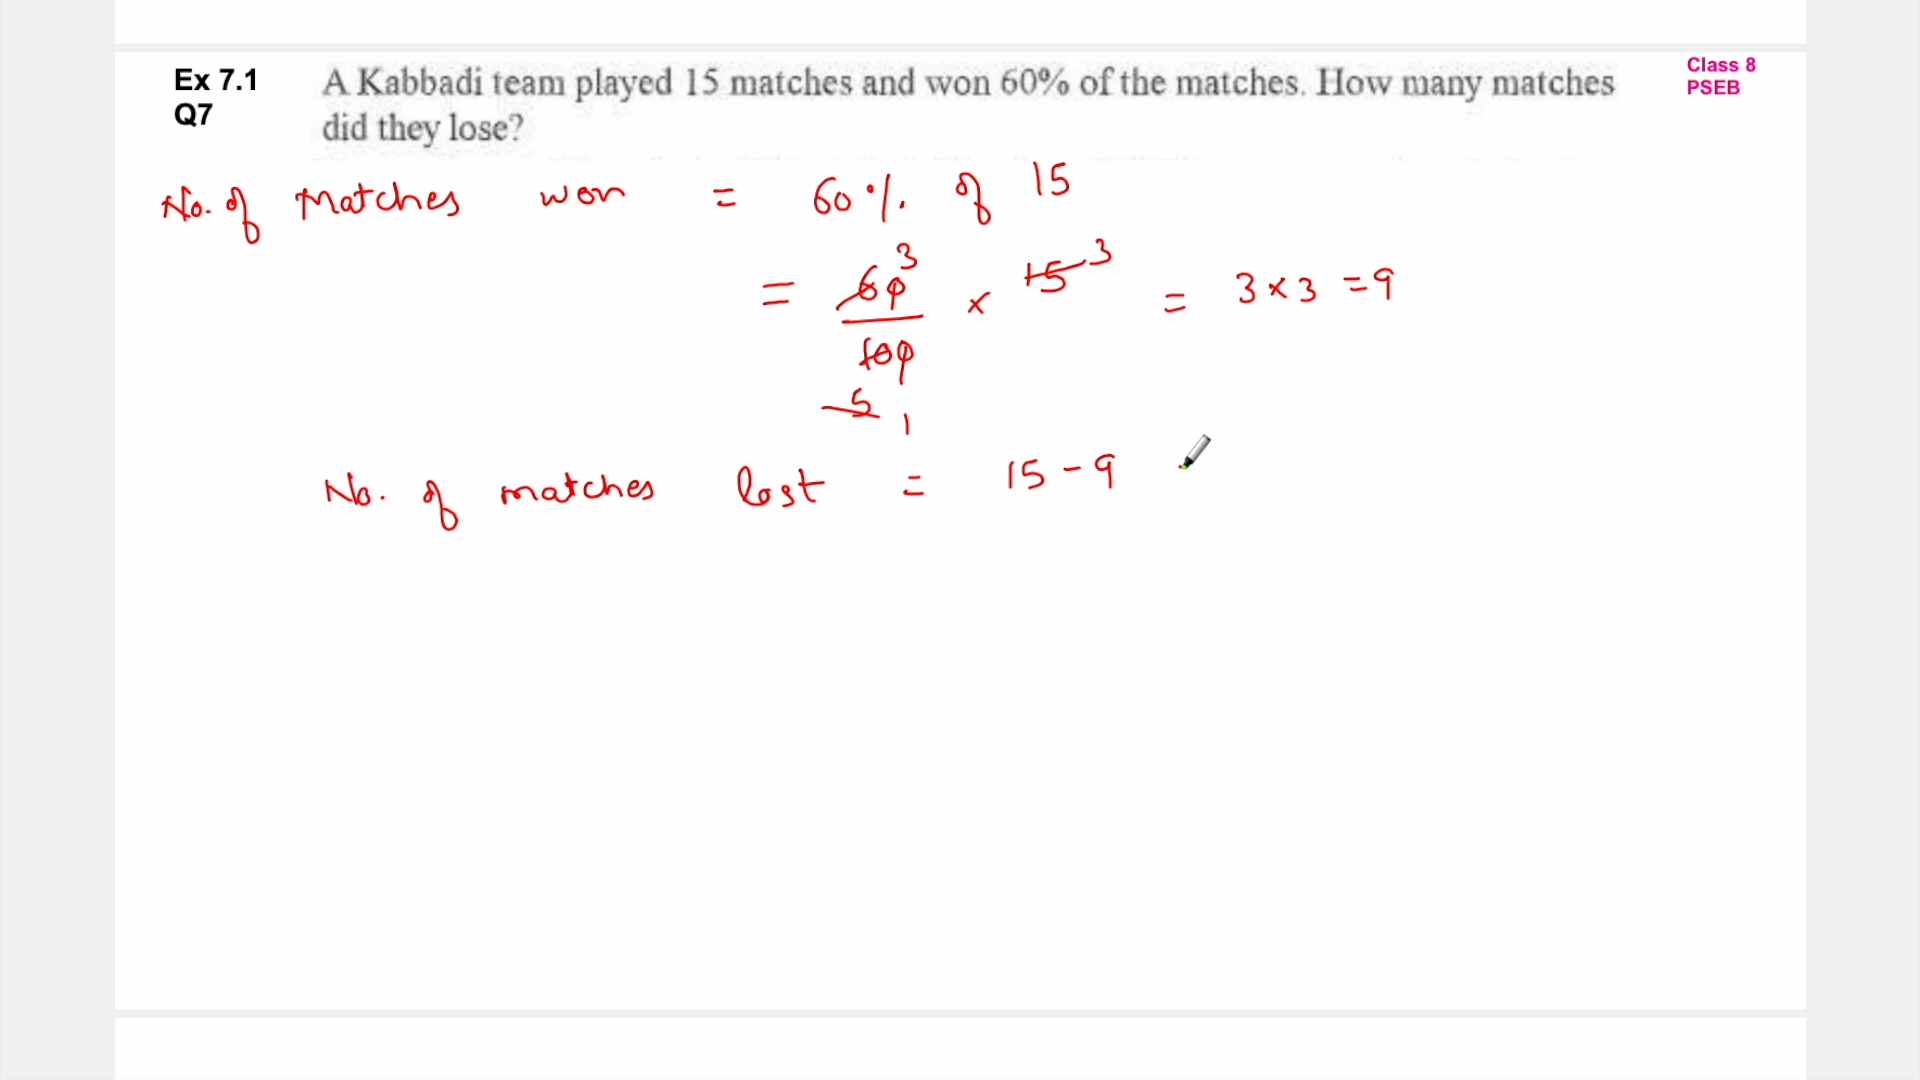 Ex 7.1
Q7
A Kabbadi team played 15 matches and won 60% of the matches. How many matches
did they lose?
Class 8
PSEB
No. of Matches won = 60% of 15
= 60 3 / 100 5 1 × 15 3 = 3 × 3 = 9
No. of matches lost = 15 - 9